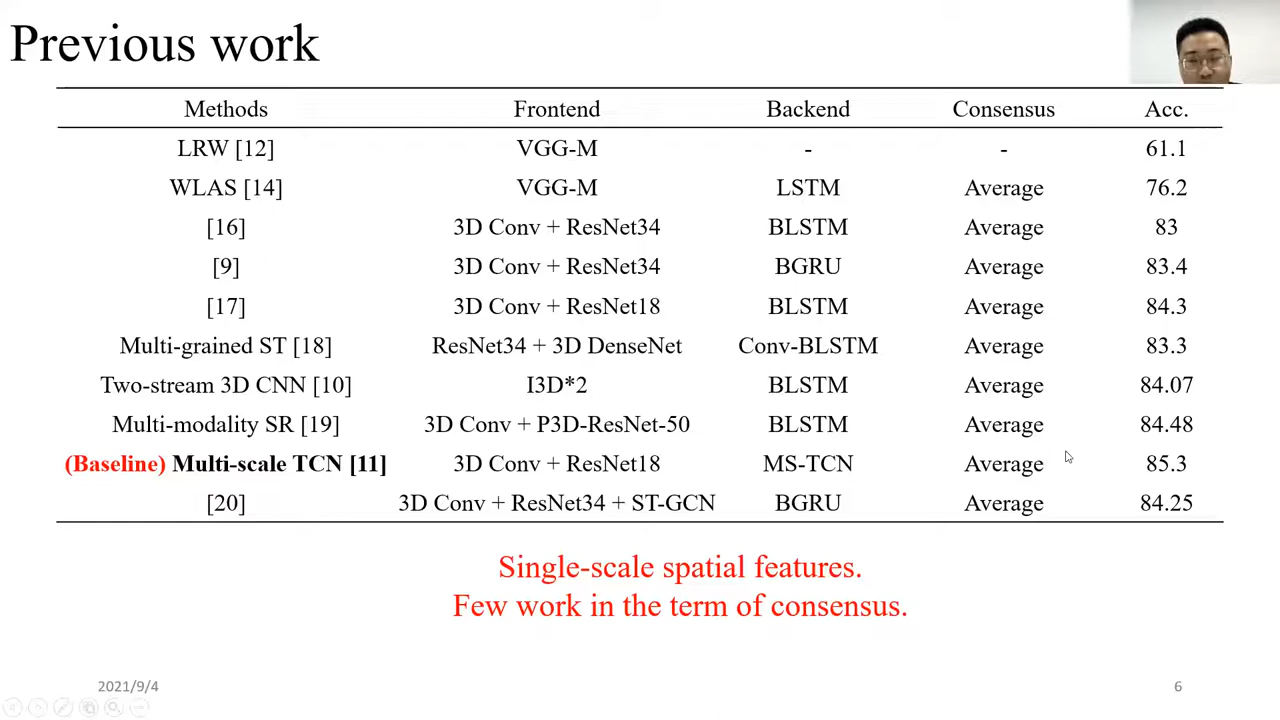 Previous work
Methods Frontend Backend Consensus Acc.
LRW [12] VGG-M - - 61.1
WLAS [14] VGG-M LSTM Average 76.2
[16] 3D Conv + ResNet34 BLSTM Average 83
[9] 3D Conv + ResNet34 BGRU Average 83.4
[17] 3D Conv + ResNet18 BLSTM Average 84.3
Multi-grained ST [18] ResNet34 + 3D DenseNet Conv-BLSTM Average 83.3
Two-stream 3D CNN [10] I3D*2 BLSTM Average 84.07
Multi-modality SR [19] 3D Conv + P3D-ResNet-50 BLSTM Average 84.48
(Baseline) Multi-scale TCN [11] 3D Conv + ResNet18 MS-TCN Average 85.3
[20] 3D Conv + ResNet34 + ST-GCN BGRU Average 84.25
Single-scale spatial features.
Few work in the term of consensus.
2021/9/4 6